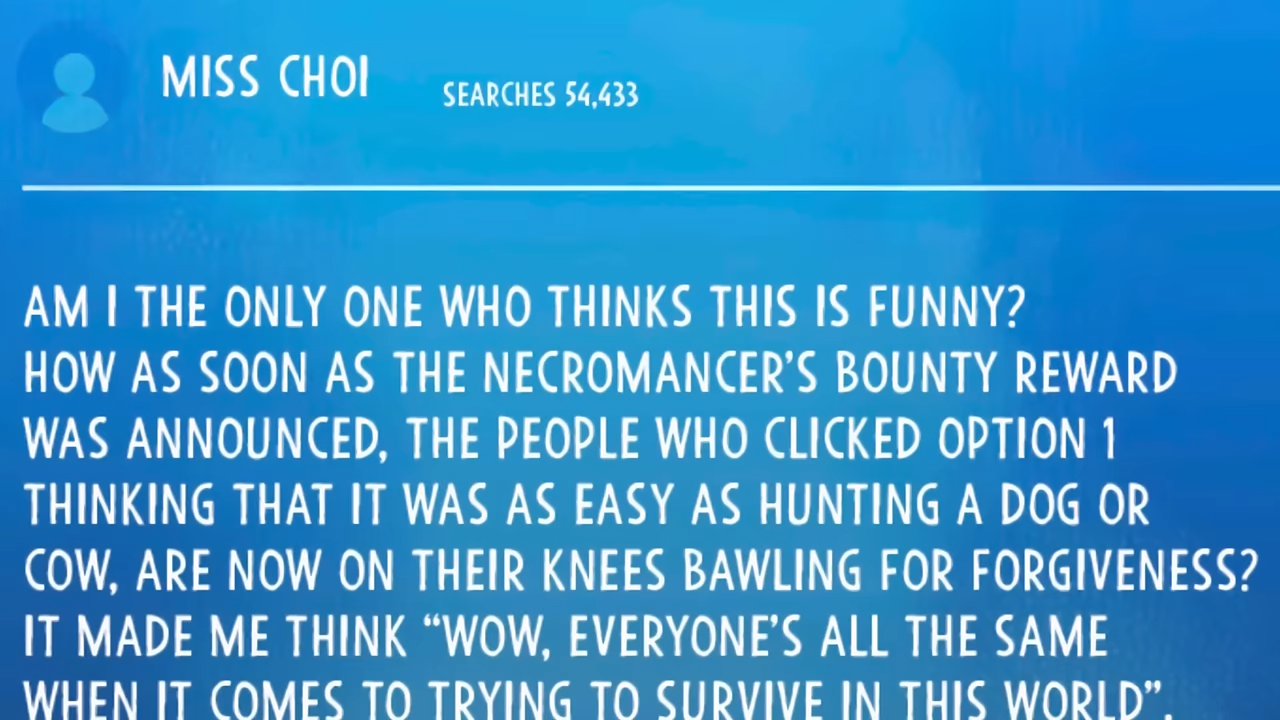 MISS CHOI
SEARCHES 54,433
AM I THE ONLY ONE WHO THINKS THIS IS FUNNY?
HOW AS SOON AS THE NECROMANCER'S BOUNTY REWARD
WAS ANNOUNCED, THE PEOPLE WHO CLICKED OPTION 1
THINKING THAT IT WAS AS EASY AS HUNTING A DOG OR
COW, ARE NOW ON THEIR KNEES BAWLING FOR FORGIVENESS?
IT MADE ME THINK “WOW, EVERYONE'S ALL THE SAME
WHEN IT COMES TO TRYING TO SURVIVE IN THIS WORLD”.